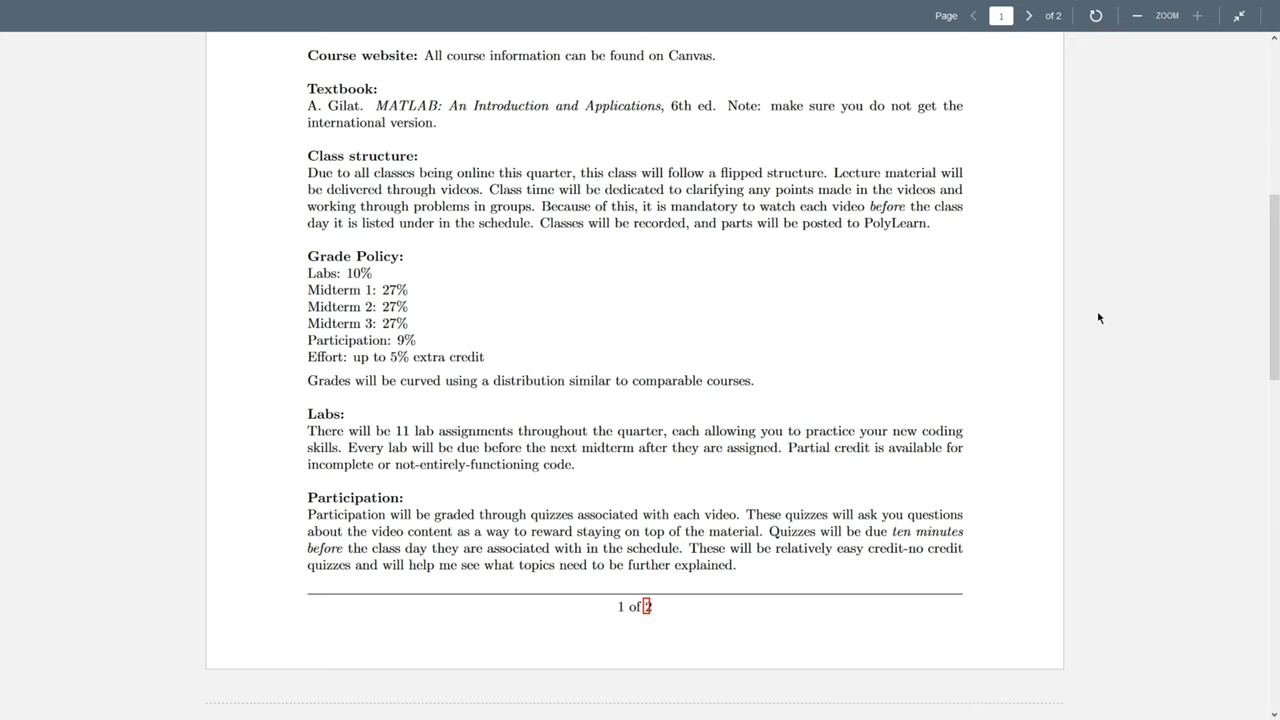 Page 1 of 2 ZOOM
Course website: All course information can be found on Canvas.
Textbook:
A. Gilat. MATLAB: An Introduction and Applications, 6th ed. Note: make sure you do not get the
international version.
Class structure:
Due to all classes being online this quarter, this class will follow a flipped structure. Lecture material will
be delivered through videos. Class time will be dedicated to clarifying any points made in the videos and
working through problems in groups. Because of this, it is mandatory to watch each video before the class
day it is listed under in the schedule. Classes will be recorded, and parts will be posted to PolyLearn.
Grade Policy:
Labs: 10%
Midterm 1: 27%
Midterm 2: 27%
Midterm 3: 27%
Participation: 9%
Effort: up to 5% extra credit
Grades will be curved using a distribution similar to comparable courses.
Labs:
There will be 11 lab assignments throughout the quarter, each allowing you to practice your new coding
skills. Every lab will be due before the next midterm after they are assigned. Partial credit is available for
incomplete or not-entirely-functioning code.
Participation:
Participation will be graded through quizzes associated with each video. These quizzes will ask you questions
about the video content as a way to reward staying on top of the material. Quizzes will be due ten minutes
before the class day they are associated with in the schedule. These will be relatively easy credit-no credit
quizzes and will help me see what topics need to be further explained.
1 of 2